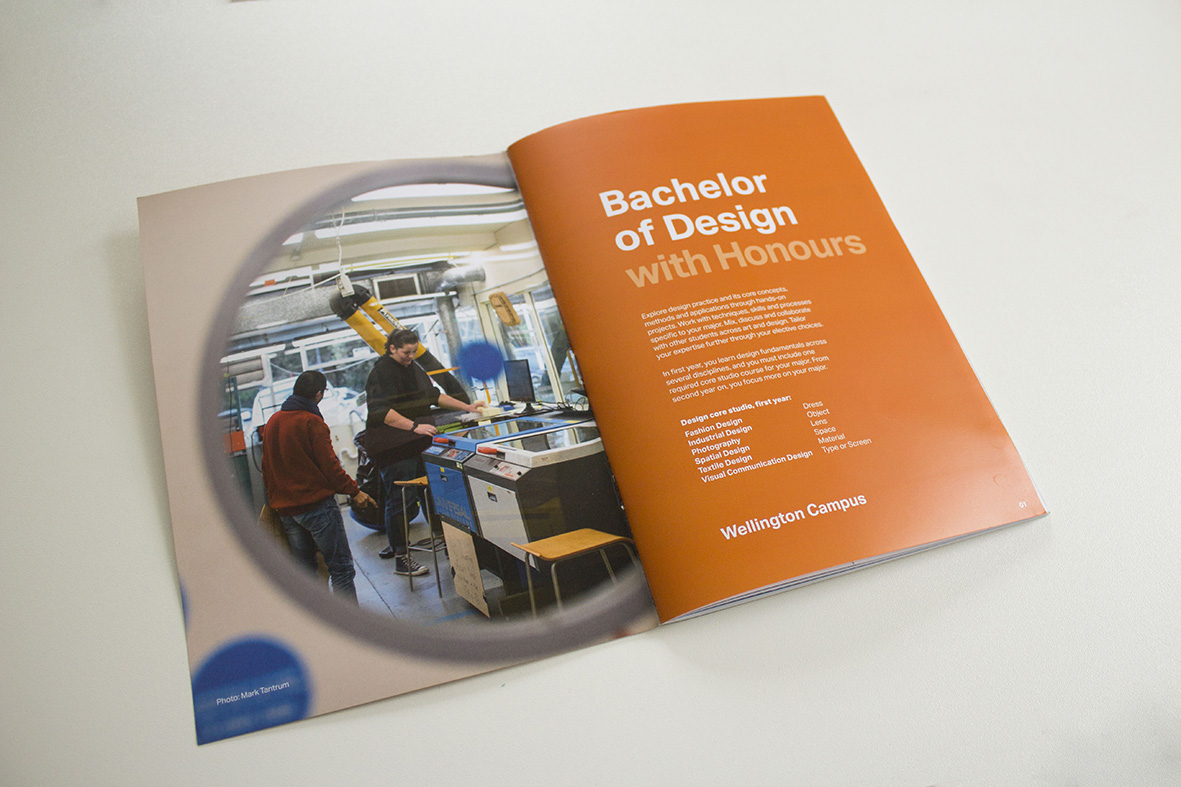 Photo: Mark Tantrum
UNIVERSAL
Bachelor
of Design
with Honours
Explore design practice and its core concepts,
methods and applications through hands-on
projects. Work with techniques, skills and processes
specific to your major. Mix, discuss and collaborate
with other students across art and design. Tailor
your expertise further through your elective choices.
In first year, you learn design fundamentals across
several disciplines, and you must include one
required core studio course for your major. From
second year on, you focus more on your major.
Design core studio, first year:
Fashion Design Dress
Industrial Design Object
Photography Lens
Spatial Design Space
Textile Design Material
Visual Communication Design Type or Screen
Wellington Campus
01